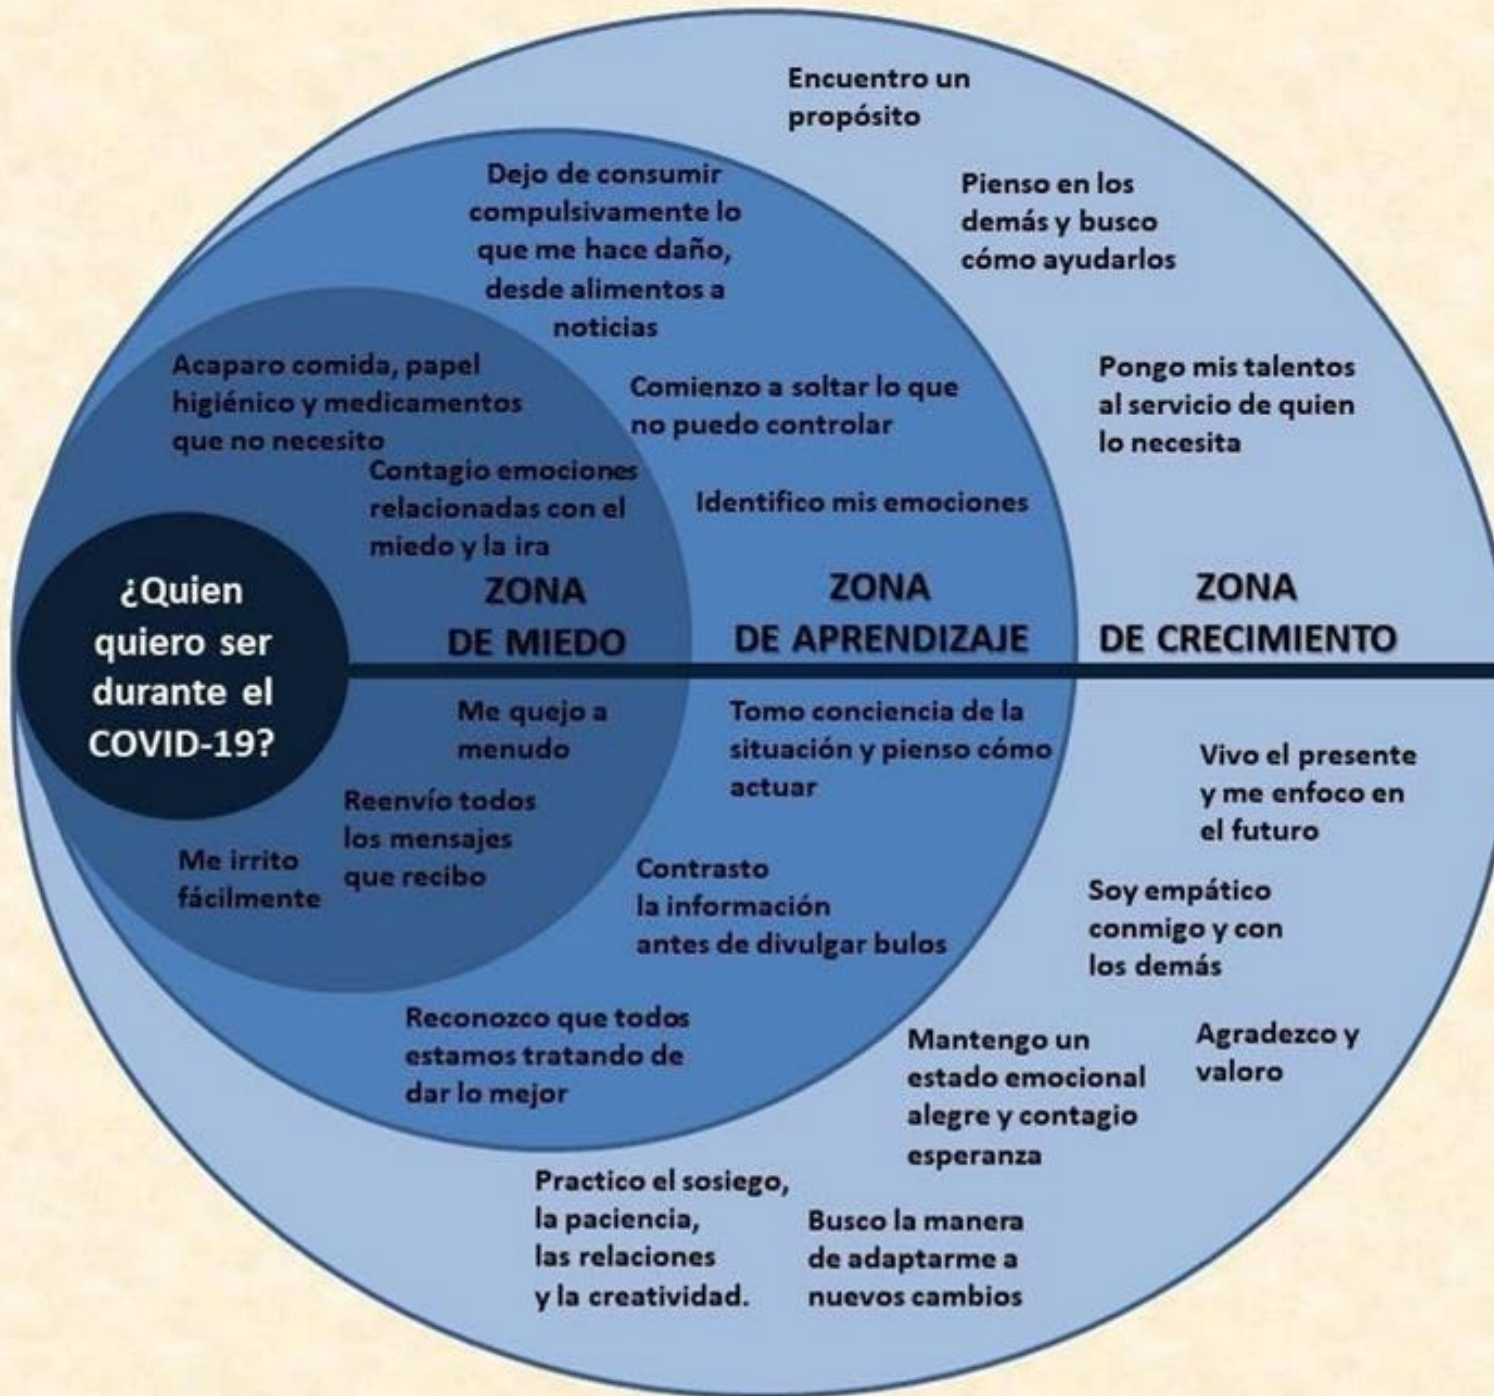 Encuentro un
propósito
Pienso en los
demás y busco
cómo ayudarlos
Pongo mis talentos
al servicio de quien
lo necesita
Dejo de consumir
compulsivamente lo
que me hace daño,
desde alimentos a
noticias
Comienzo a soltar lo que
no puedo controlar
Identifico mis emociones
Acaparo comida, papel
higiénico y medicamentos
que no necesito
Contagio emociones
relacionadas con el
miedo y la ira
¿Quien
quiero ser
durante el
COVID-19?
ZONA
DE MIEDO
ZONA
DE APRENDIZAJE
ZONA
DE CRECIMIENTO
Me quejo a
menudo
Reenvío todos
los mensajes
que recibo
Me irrito
fácilmente
Tomo conciencia de la
situación y pienso cómo
actuar
Contrasto
la información
antes de divulgar bulos
Reconozco que todos
estamos tratando de
dar lo mejor
Vivo el presente
y me enfoco en
el futuro
Soy empático
conmigo y con
los demás
Agradezco y
valoro
Mantengo un
estado emocional
alegre y contagio
esperanza
Practico el sosiego,
la paciencia,
las relaciones
y la creatividad.
Busco la manera
de adaptarme a
nuevos cambios